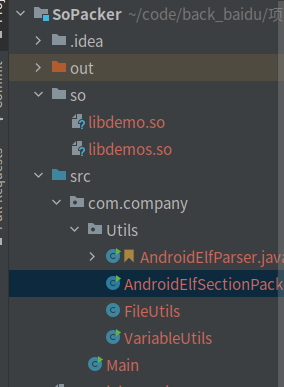 SoPacker ~/code/back_baidu/项
.idea
out
so
libdemo.so
libdemos.so
src
com.company
Utils
AndroidElfParser.java
AndroidElfSectionPack
FileUtils
VariableUtils
Main